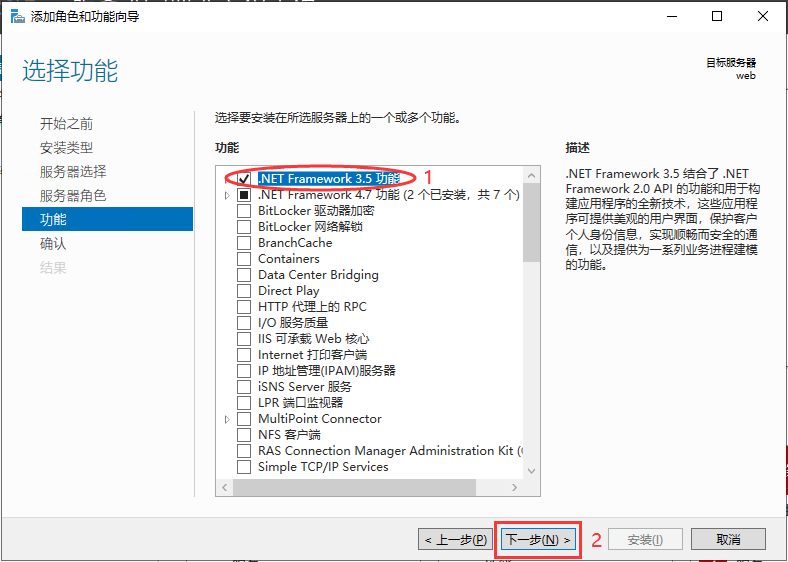 添加角色和功能向导
选择功能
目标服务器
web
开始之前
安装类型
服务器选择
服务器角色
功能
确认
结果
选择要安装在所选服务器上的一个或多个功能。
功能
.NET Framework 3.5 功能
1
.NET Framework 4.7 功能 (2 个已安装，共 7 个)
BitLocker 驱动器加密
BitLocker 网络解锁
BranchCache
Containers
Data Center Bridging
Direct Play
HTTP 代理上的 RPC
I/O 服务质量
IIS 可承载 Web 核心
Internet 打印客户端
IP 地址管理(IPAM)服务器
iSNS Server 服务
LPR 端口监视器
MultiPoint Connector
NFS 客户端
RAS Connection Manager Administration Kit (
Simple TCP/IP Services
描述
.NET Framework 3.5 结合了 .NET
Framework 2.0 API 的功能和用于构
建应用程序的全新技术，这些应用程
序可提供美观的用户界面，保护客户
个人身份信息，实现顺畅而安全的通
信，以及提供为一系列业务进程建模
的功能。
< 上一步(P)
下一步(N) >
2
安装(I)
取消